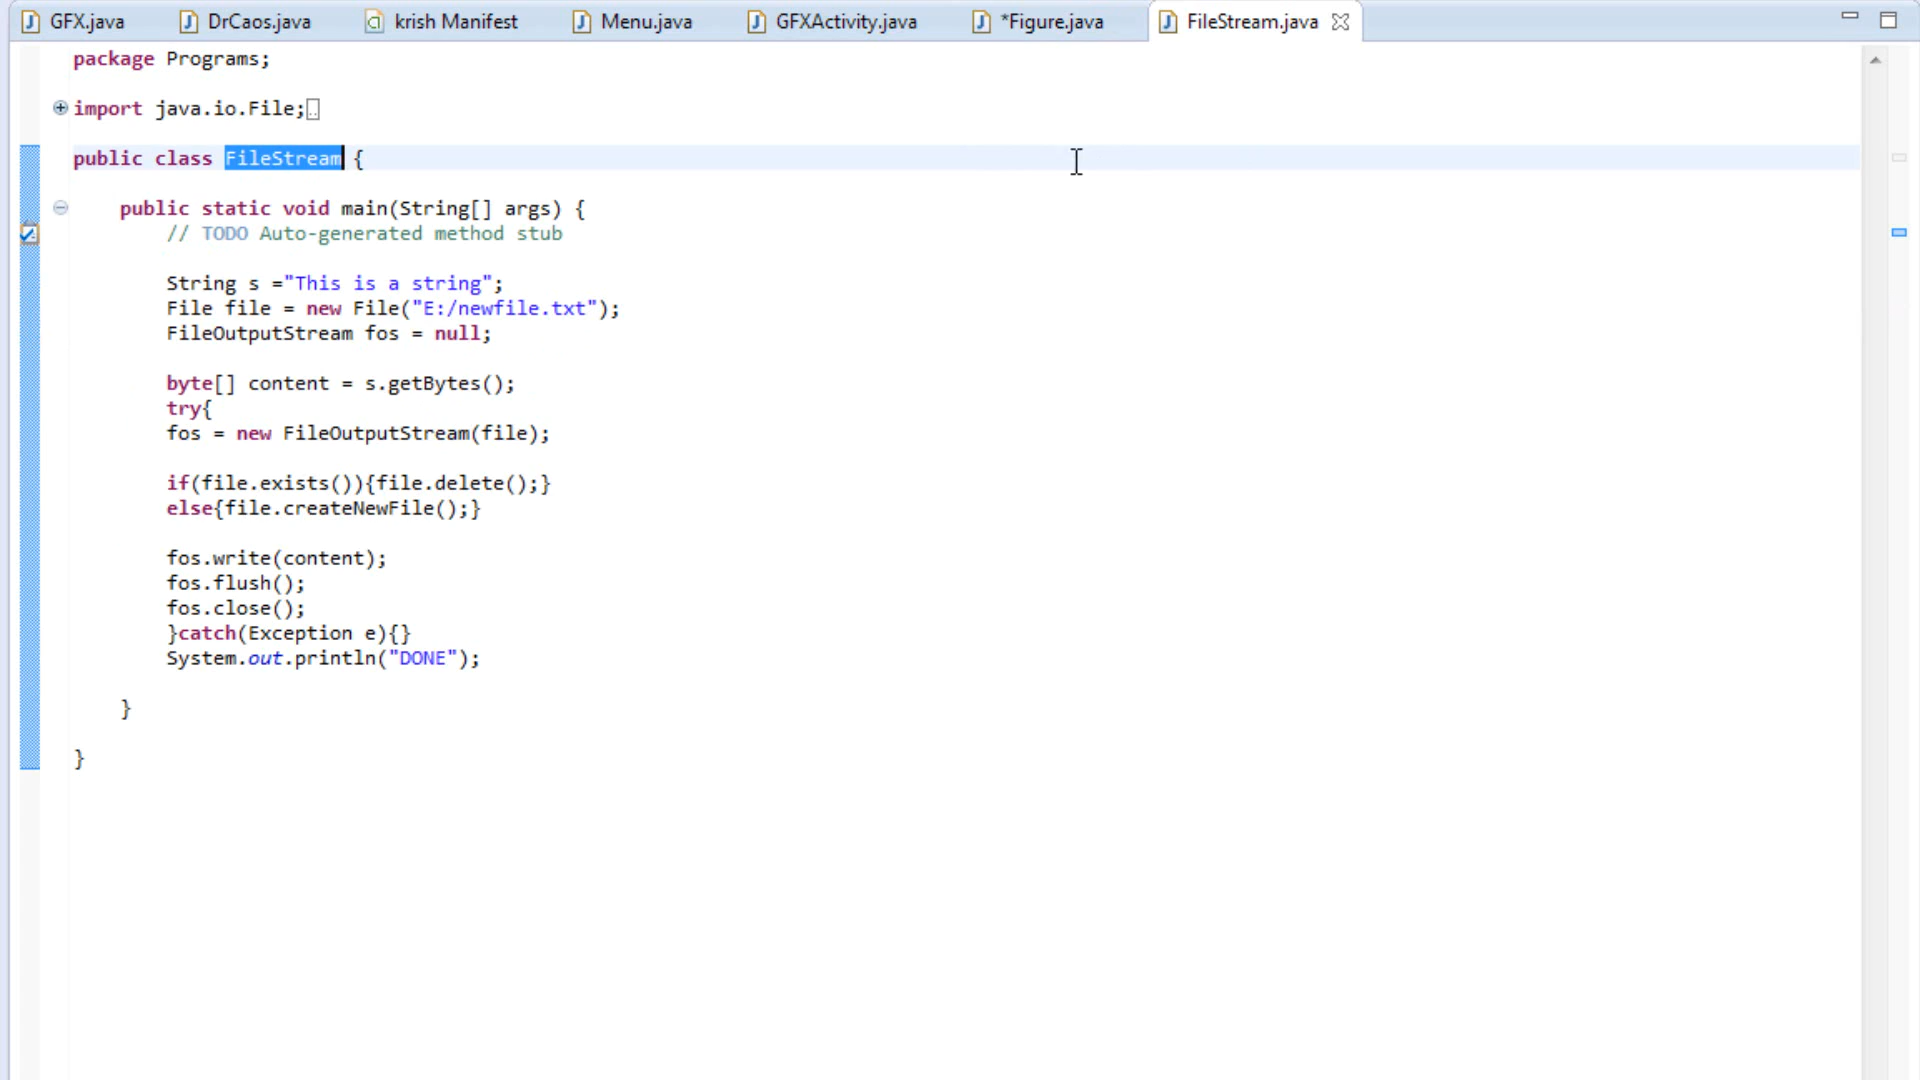 GFX.java DrCaos.java krish Manifest Menu.java GFXActivity.java *Figure.java FileStream.java
package Programs;
import java.io.File;
public class FileStream {
public static void main(String[] args) {
// TODO Auto-generated method stub
String s ="This is a string";
File file = new File("E:/newfile.txt");
FileOutputStream fos = null;
byte[] content = s.getBytes();
try{
fos = new FileOutputStream(file);
if(file.exists()){file.delete();}
else{file.createNewFile();}
fos.write(content);
fos.flush();
fos.close();
}catch(Exception e){}
System.out.println("DONE");
}
}